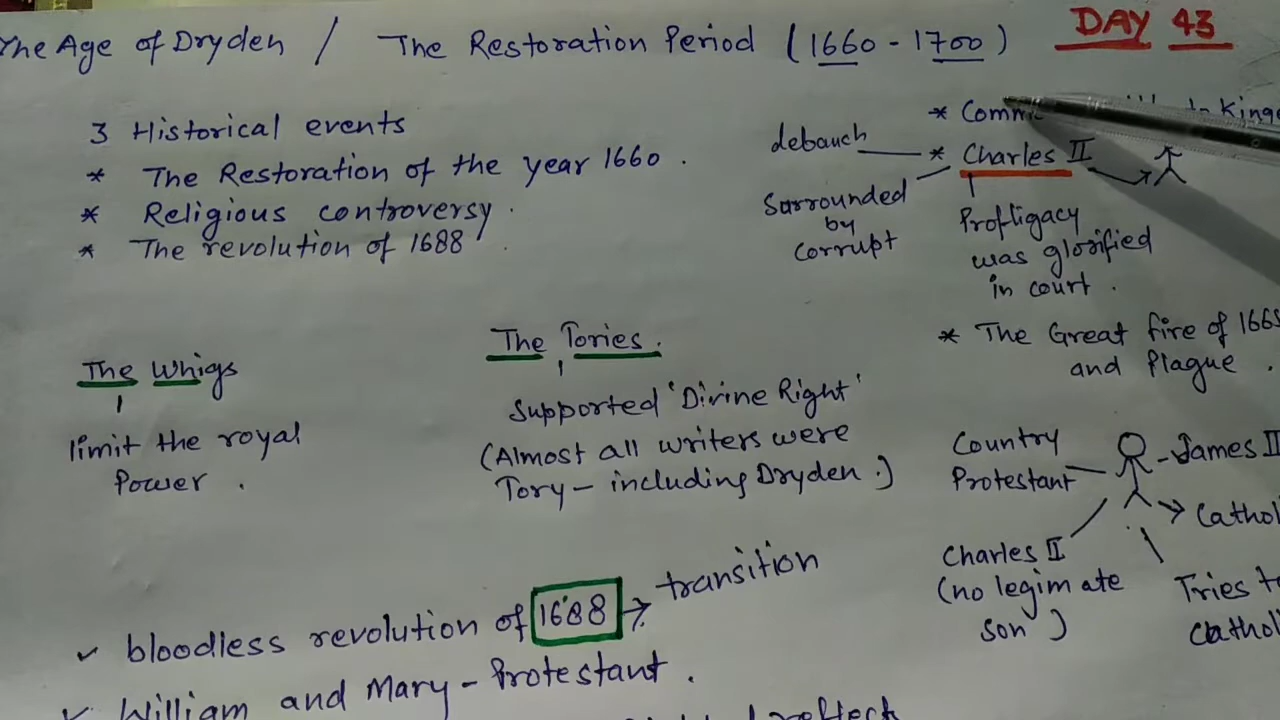 The Age of Dryden / The Restoration Period (1660 - 1700)
DAY 43
3 Historical events
* The Restoration of the year 1660 .
* Religious controversy .
* The revolution of 1688 .
*
debauch
* Charles II
Surrounded
by
corrupt
Profligacy
was glorified
in court .
* The Great fire of
and Plague .
The Whigs
limit the royal
Power .
The Tories .
Supported 'Divine Right'
(Almost all writers were
Tory - including Dryden .)
Country
Protestant
- James II
Charles II
(no legimate
son )
Tries
✓ bloodless revolution of 1688 → transition
✓ William and Mary - Protestant .